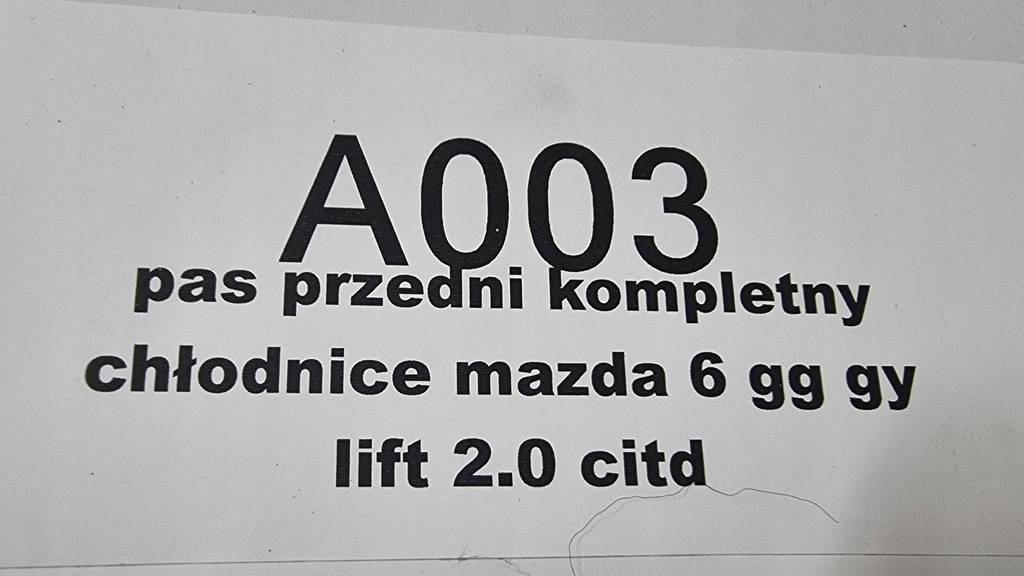 A003
pas przedni kompletny
chłodnice mazda 6 gg gy
lift 2.0 citd